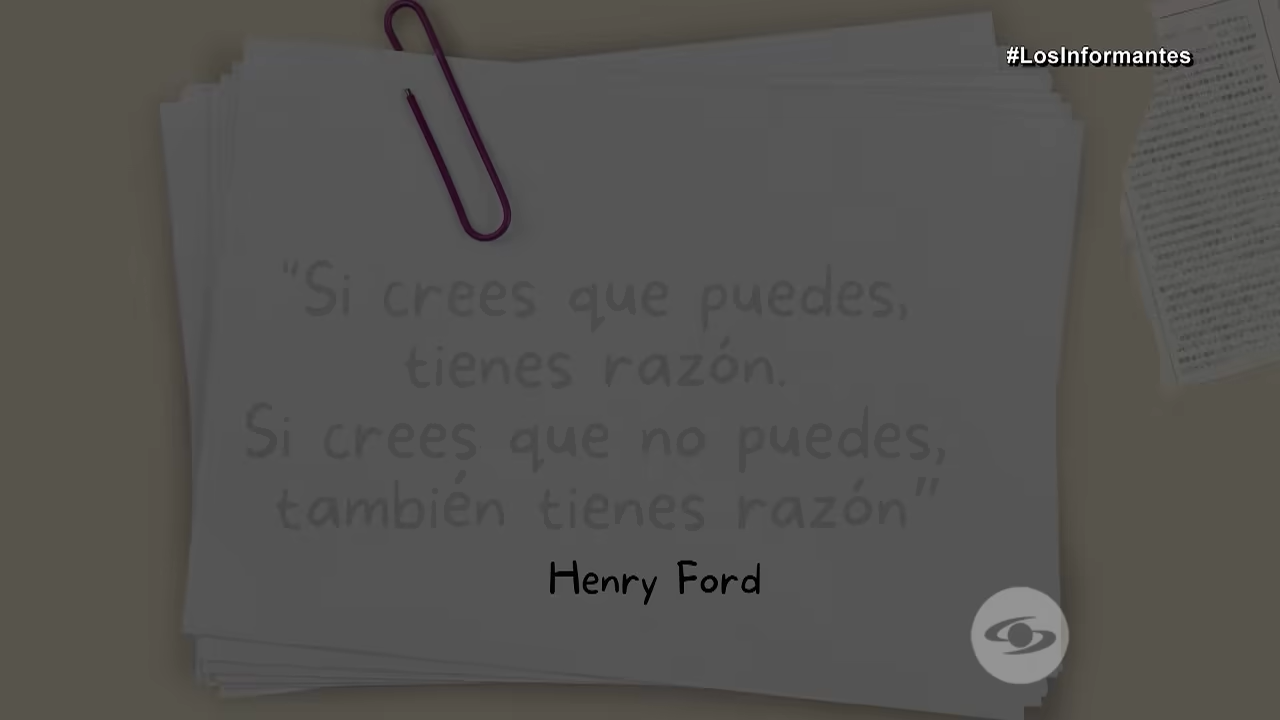 #LosInformantes
"Si crees que puedes,
tienes razón.
Si crees que no puedes,
también tienes razón"
Henry Ford